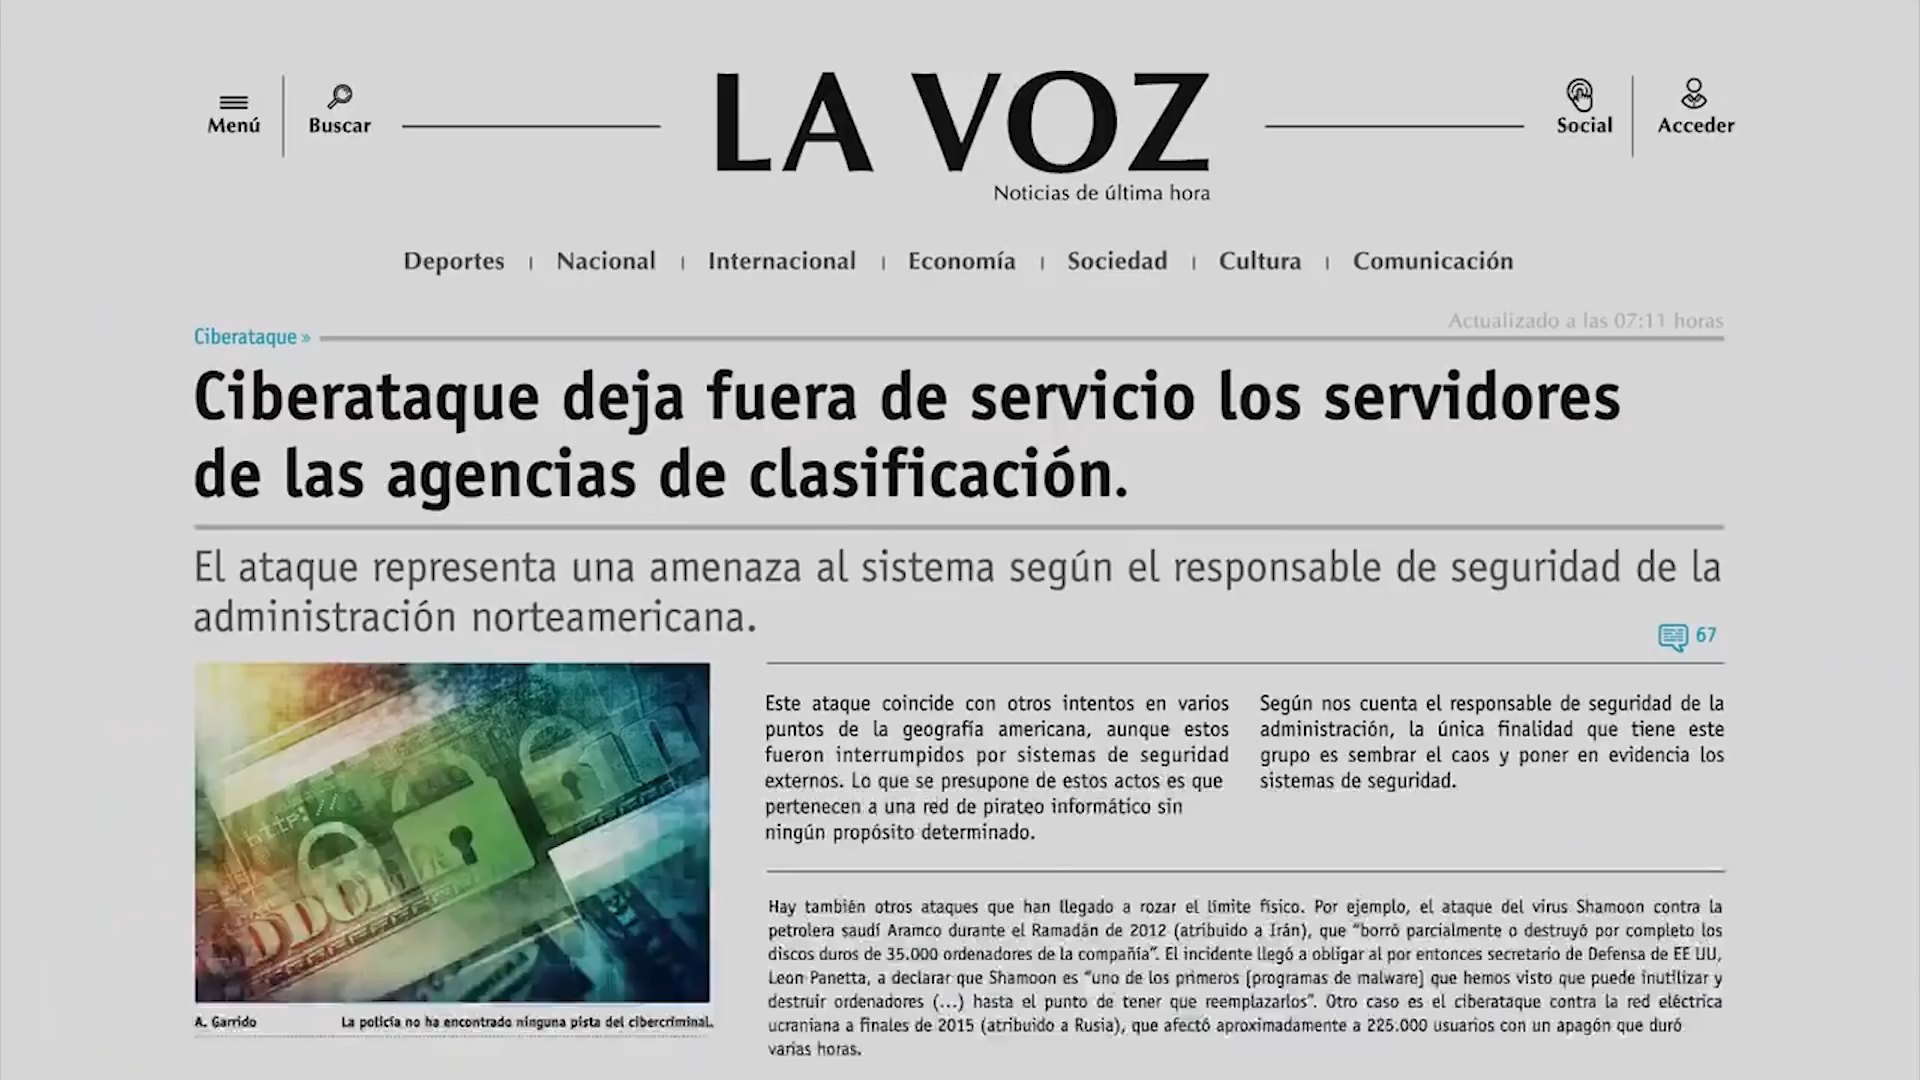 Menú
Buscar
LA VOZ
Noticias de última hora
Social
Acceder
Deportes
Nacional
Internacional
Economía
Sociedad
Cultura
Comunicación
Actualizado a las 07:11 horas
Ciberataque »
Ciberataque deja fuera de servicio los servidores
de las agencias de clasificación.
El ataque representa una amenaza al sistema según el responsable de seguridad de la
administración norteamericana.
67
http://
A. Garrido
La policía no ha encontrado ninguna pista del cibercriminal.
Este ataque coincide con otros intentos en varios
puntos de la geografía americana, aunque estos
fueron interrumpidos por sistemas de seguridad
externos. Lo que se presupone de estos actos es que
pertenecen a una red de pirateo informático sin
ningún propósito determinado.
Según nos cuenta el responsable de seguridad de la
administración, la única finalidad que tiene este
grupo es sembrar el caos y poner en evidencia los
sistemas de seguridad.
Hay también otros ataques que han llegado a rozar el límite físico. Por ejemplo, el ataque del virus Shamoon contra la
petrolera saudí Aramco durante el Ramadán de 2012 (atribuido a Irán), que “borró parcialmente o destruyó por completo los
discos duros de 35.000 ordenadores de la compañía”. El incidente llegó a obligar al por entonces secretario de Defensa de EE UU,
Leon Panetta, a declarar que Shamoon es “uno de los primeros [programas de malware] que hemos visto que puede inutilizar y
destruir ordenadores (...) hasta el punto de tener que reemplazarlos”. Otro caso es el ciberataque contra la red eléctrica
ucraniana a finales de 2015 (atribuido a Rusia), que afectó aproximadamente a 225.000 usuarios con un apagón que duró
varias horas.